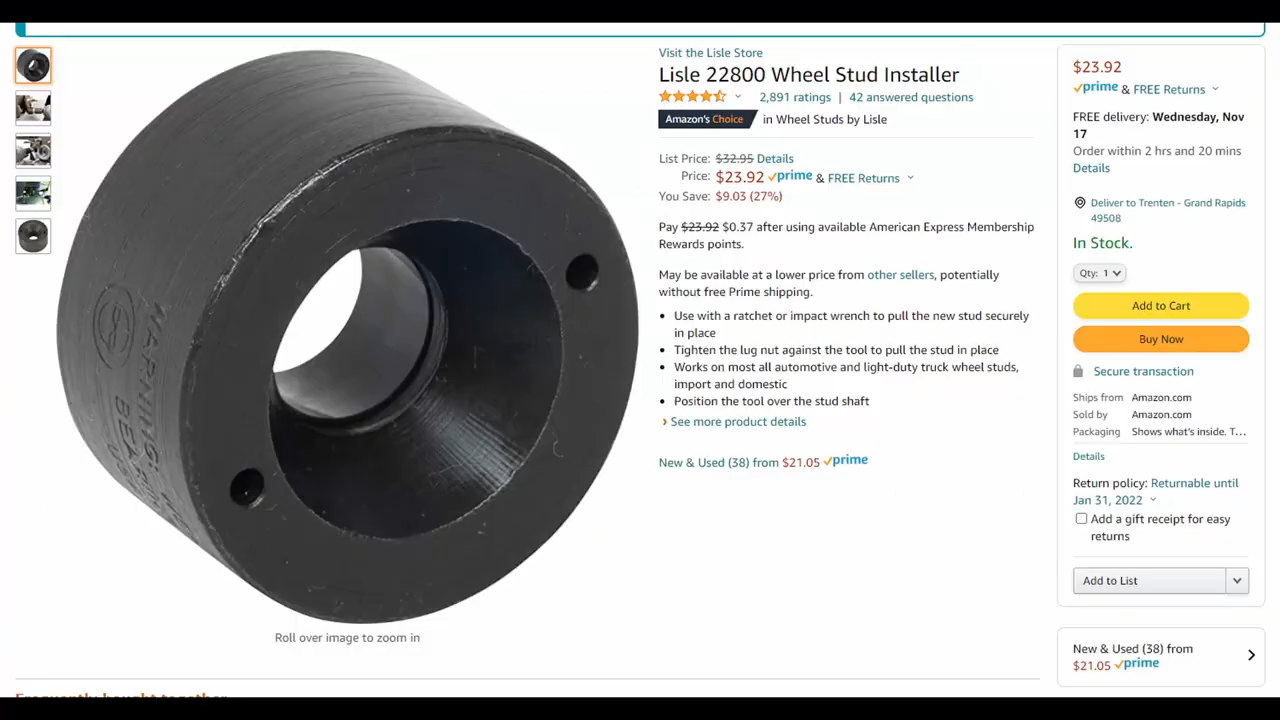 Visit the Lisle Store
Lisle 22800 Wheel Stud Installer
2,891 ratings | 42 answered questions
Amazon's Choice in Wheel Studs by Lisle
List Price: $32.95 Details
Price: $23.92 prime & FREE Returns
You Save: $9.03 (27%)
Pay $23.92 $0.37 after using available American Express Membership
Rewards points.
May be available at a lower price from other sellers, potentially
without free Prime shipping.
Use with a ratchet or impact wrench to pull the new stud securely
in place
Tighten the lug nut against the tool to pull the stud in place
Works on most all automotive and light-duty truck wheel studs,
import and domestic
Position the tool over the stud shaft
› See more product details
New & Used (38) from $21.05 prime
WARNING:
Roll over image to zoom in
Frequently bought together
$23.92
prime & FREE Returns
FREE delivery: Wednesday, Nov
17
Order within 2 hrs and 20 mins
Details
Deliver to Trenten - Grand Rapids
49508
In Stock.
Qty: 1
Add to Cart
Buy Now
Secure transaction
Ships from Amazon.com
Sold by Amazon.com
Packaging Shows what's inside. T...
Details
Return policy: Returnable until
Jan 31, 2022
Add a gift receipt for easy
returns
Add to List
New & Used (38) from
$21.05 prime